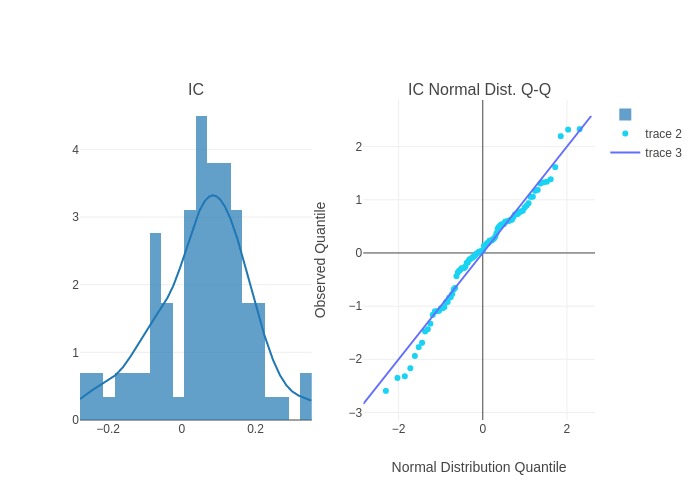 IC
IC Normal Dist. Q-Q
4
3
2
1
0
−0.2
0
0.2
Observed Quantile
2
1
0
−1
−2
−3
−2
0
2
Normal Distribution Quantile
trace 2
trace 3